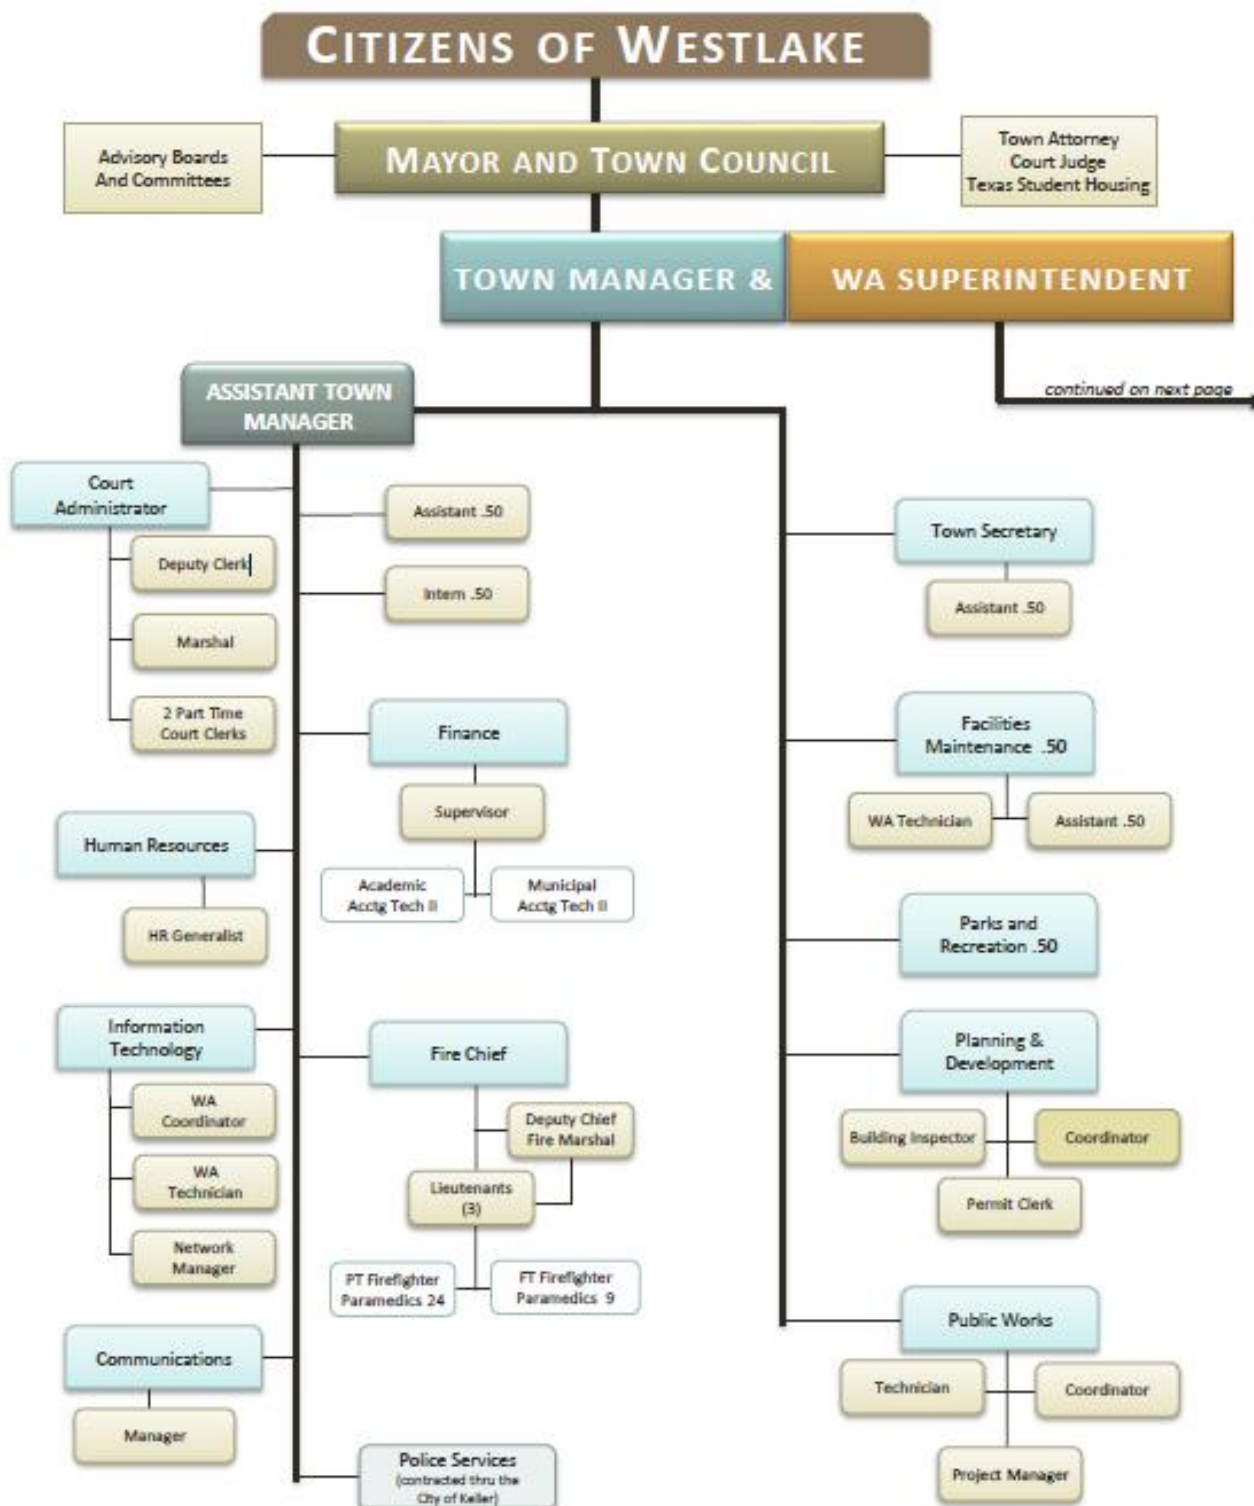 CITIZENS OF WESTLAKE
Advisory Boards
And Committees
MAYOR AND TOWN COUNCIL
Town Attorney
Court Judge
Texas Student Housing
TOWN MANAGER &
WA SUPERINTENDENT
continued on next page
ASSISTANT TOWN
MANAGER
Court
Administrator
Deputy Clerk
Marshal
2 Part Time
Court Clerks
Human Resources
HR Generalist
Information
Technology
WA
Coordinator
WA
Technician
Network
Manager
Communications
Manager
Assistant .50
Intern .50
Finance
Supervisor
Academic
Acctg Tech II
Municipal
Acctg Tech II
Fire Chief
Deputy Chief
Fire Marshal
Lieutenants
(3)
PT Firefighter
Paramedics 24
FT Firefighter
Paramedics 9
Police Services
(contracted thru the
City of Keller)
Town Secretary
Assistant .50
Facilities
Maintenance .50
WA Technician
Assistant .50
Parks and
Recreation .50
Planning &
Development
Building Inspector
Coordinator
Permit Clerk
Public Works
Technician
Coordinator
Project Manager